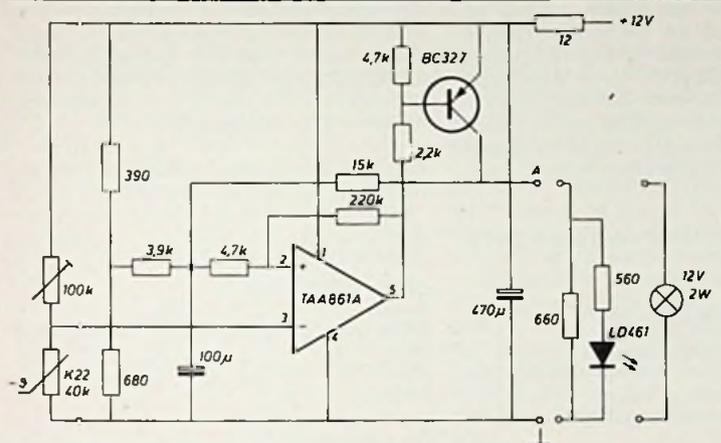 +12V
12
4,7k
BC327
2,2k
15k
A
220k
390
3,9k
4,7k
2
+
1
100k
TAA861A
5
3
-
4
470µ
660
560
12V
2W
LD461
-ϑ
K22
40k
680
100µ